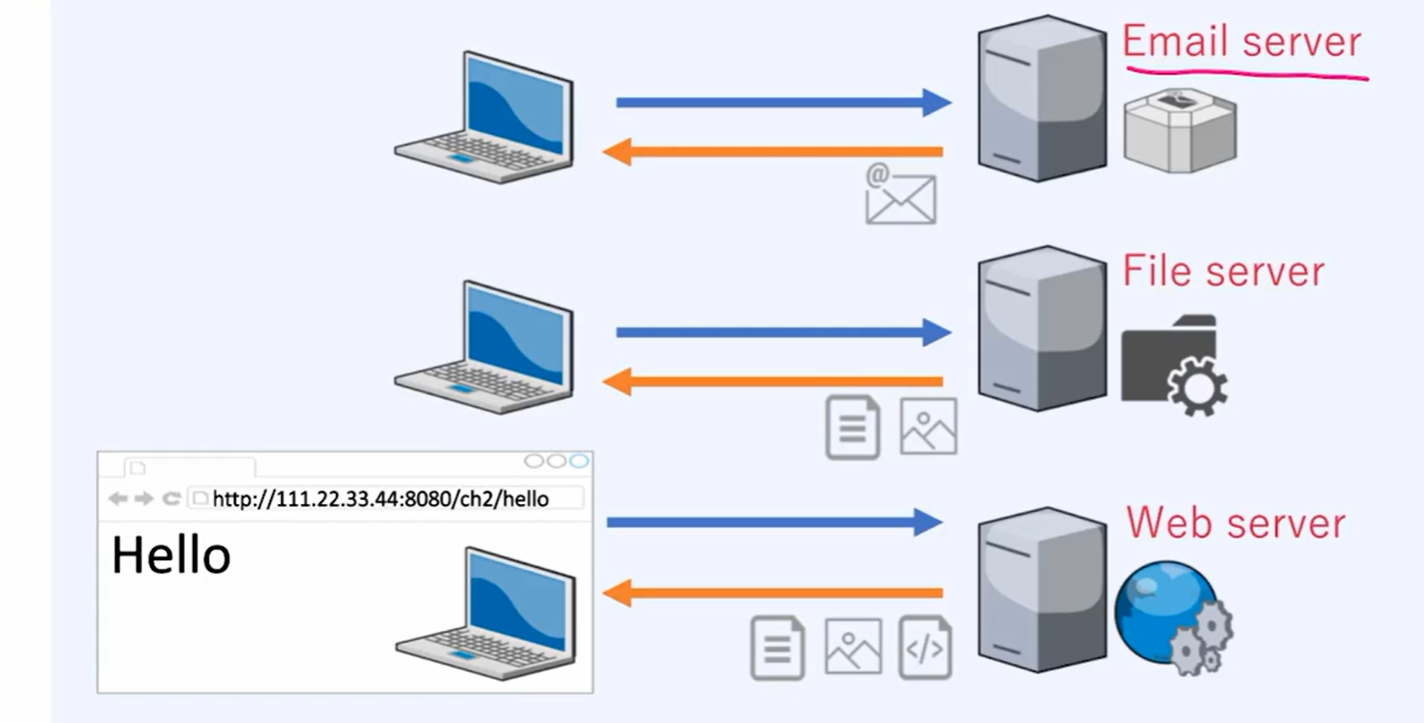 Email server
@
File server
http://111.22.33.44:8080/ch2/hello
Hello
Web server
</>